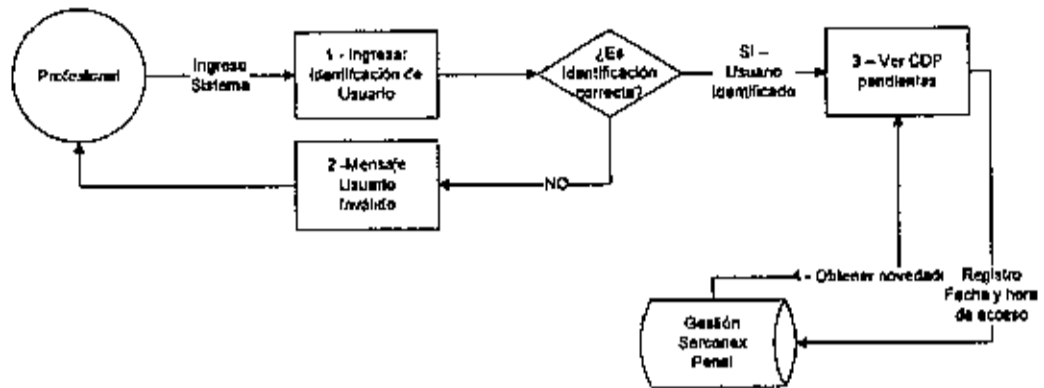 Profesional
Ingreso
Sistema
1 - Ingresar
Identificación de
Usuario
¿Es
Identificación
correcta?
SI –
Usuario
Identificado
3 – Ver CDP
pendientes
2 -Mensaje
Usuario
Inválido
NO
- Obtener novedad
Registro
Fecha y hora
de acceso
Gestión
Penal